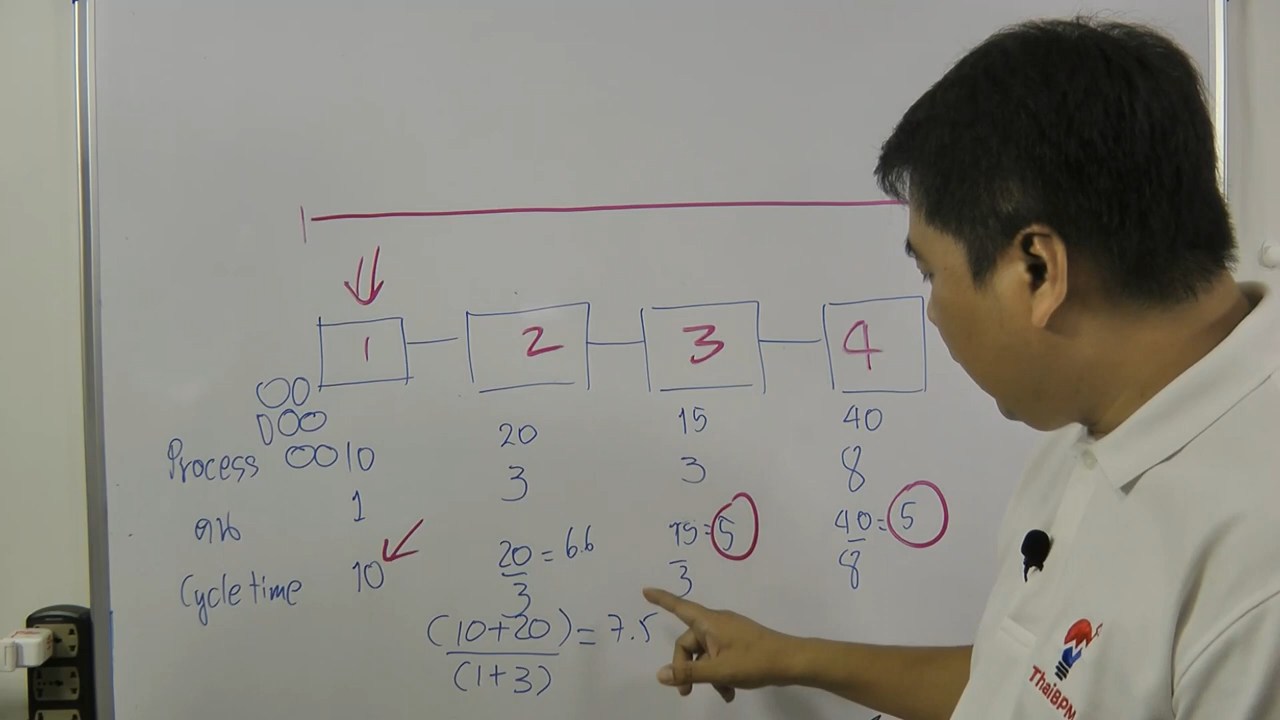 1 2 3 4
Process 10 20 15 40
คน 1 3 3 8
Cycle time 10 20/3 = 6.6 15/3 = 5 40/8 = 5
(10+20)/(1+3) = 7.5
ThaiBPM